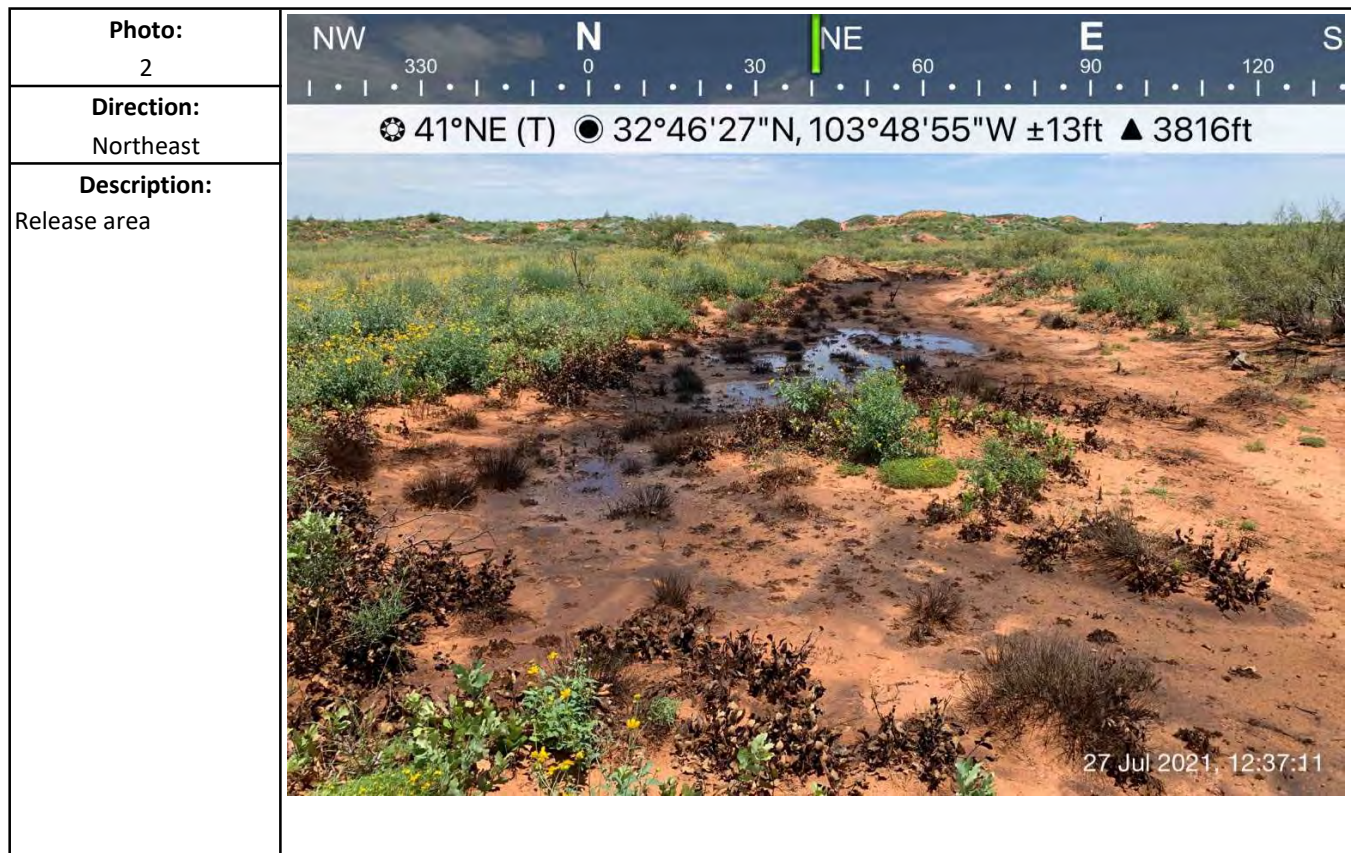 Photo:
2
Direction:
Northeast
Description:
Release area
NW N NE E S
330 0 30 60 90 120
41°NE (T) 32°46'27"N, 103°48'55"W ±13ft ▲ 3816ft
27 Jul 2021, 12:37:11